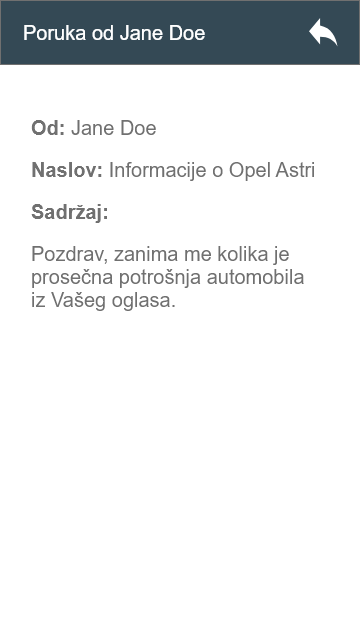 Poruka od Jane Doe
Od: Jane Doe
Naslov: Informacije o Opel Astri
Sadržaj:
Pozdrav, zanima me kolika je
prosečna potrošnja automobila
iz Vašeg oglasa.